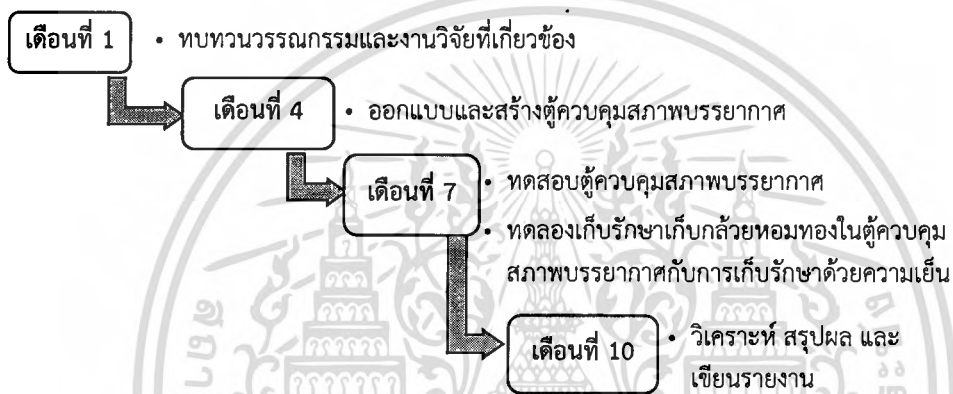 เดือนที่ 1
• ทบทวนวรรณกรรมและงานวิจัยที่เกี่ยวข้อง
เดือนที่ 4
• ออกแบบและสร้างตู้ควบคุมสภาพบรรยากาศ
เดือนที่ 7
• ทดสอบตู้ควบคุมสภาพบรรยากาศ
• ทดลองเก็บรักษาเก็บกล้วยหอมทองในตู้ควบคุม
สภาพบรรยากาศกับการเก็บรักษาด้วยความเย็น
เดือนที่ 10
• วิเคราะห์ สรุปผล และ
เขียนรายงาน